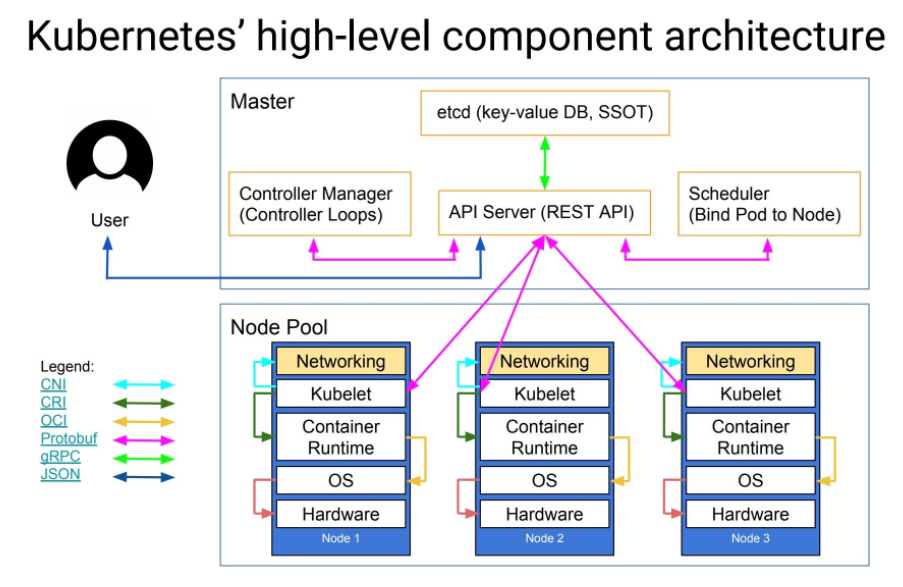 Kubernetes’ high-level component architecture
Master
etcd (key-value DB, SSOT)
Controller Manager
(Controller Loops)
API Server (REST API)
Scheduler
(Bind Pod to Node)
User
Node Pool
Legend:
CNI
CRI
OCI
Protobuf
gRPC
JSON
Networking
Kubelet
Container
Runtime
OS
Hardware
Node 1
Networking
Kubelet
Container
Runtime
OS
Hardware
Node 2
Networking
Kubelet
Container
Runtime
OS
Hardware
Node 3